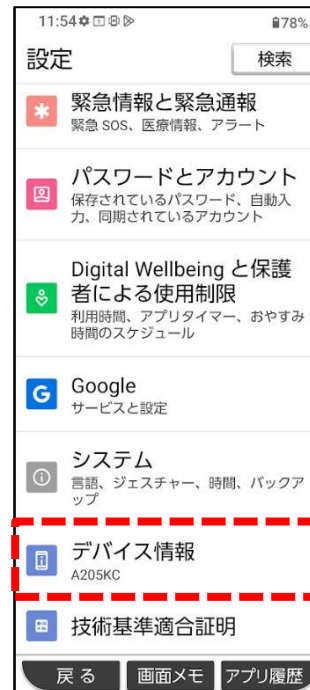 11:54
78%
設定
検索
緊急情報と緊急通報
緊急 SOS、医療情報、アラート
パスワードとアカウント
保存されているパスワード、自動入
力、同期されているアカウント
Digital Wellbeing と保護
者による使用制限
利用時間、アプリタイマー、おやすみ
時間のスケジュール
G Google
サービスと設定
システム
言語、ジェスチャー、時間、バックア
ップ
デバイス情報
A205KC
技術基準適合証明
戻る
画面メモ
アプリ履歴